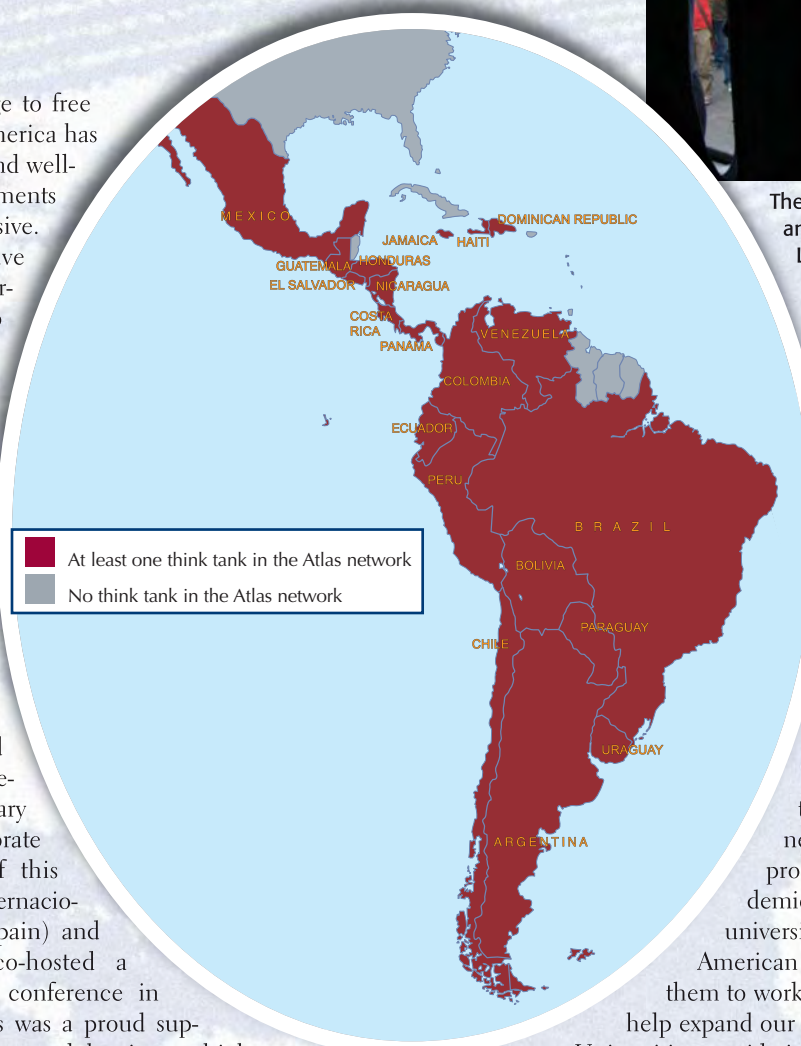 ge to free
merica has
nd well-
ments
sive.
ve
r-
The
an
L
MEXICO
DOMINICAN REPUBLIC
JAMAICA
HAITI
GUATEMALA
HONDURAS
EL SALVADOR
NICARAGUA
COSTA
RICA
PANAMA
VENEZUELA
COLOMBIA
ECUADOR
PERU
BRAZIL
BOLIVIA
PARAGUAY
CHILE
URAGUAY
ARGENTINA
At least one think tank in the Atlas network
No think tank in the Atlas network
e-
ary
orate
f this
ernacio-
pain) and
co-hosted a
conference in
s was a proud sup-
t
ne
pro
demic
universi
American
them to work
help expand our